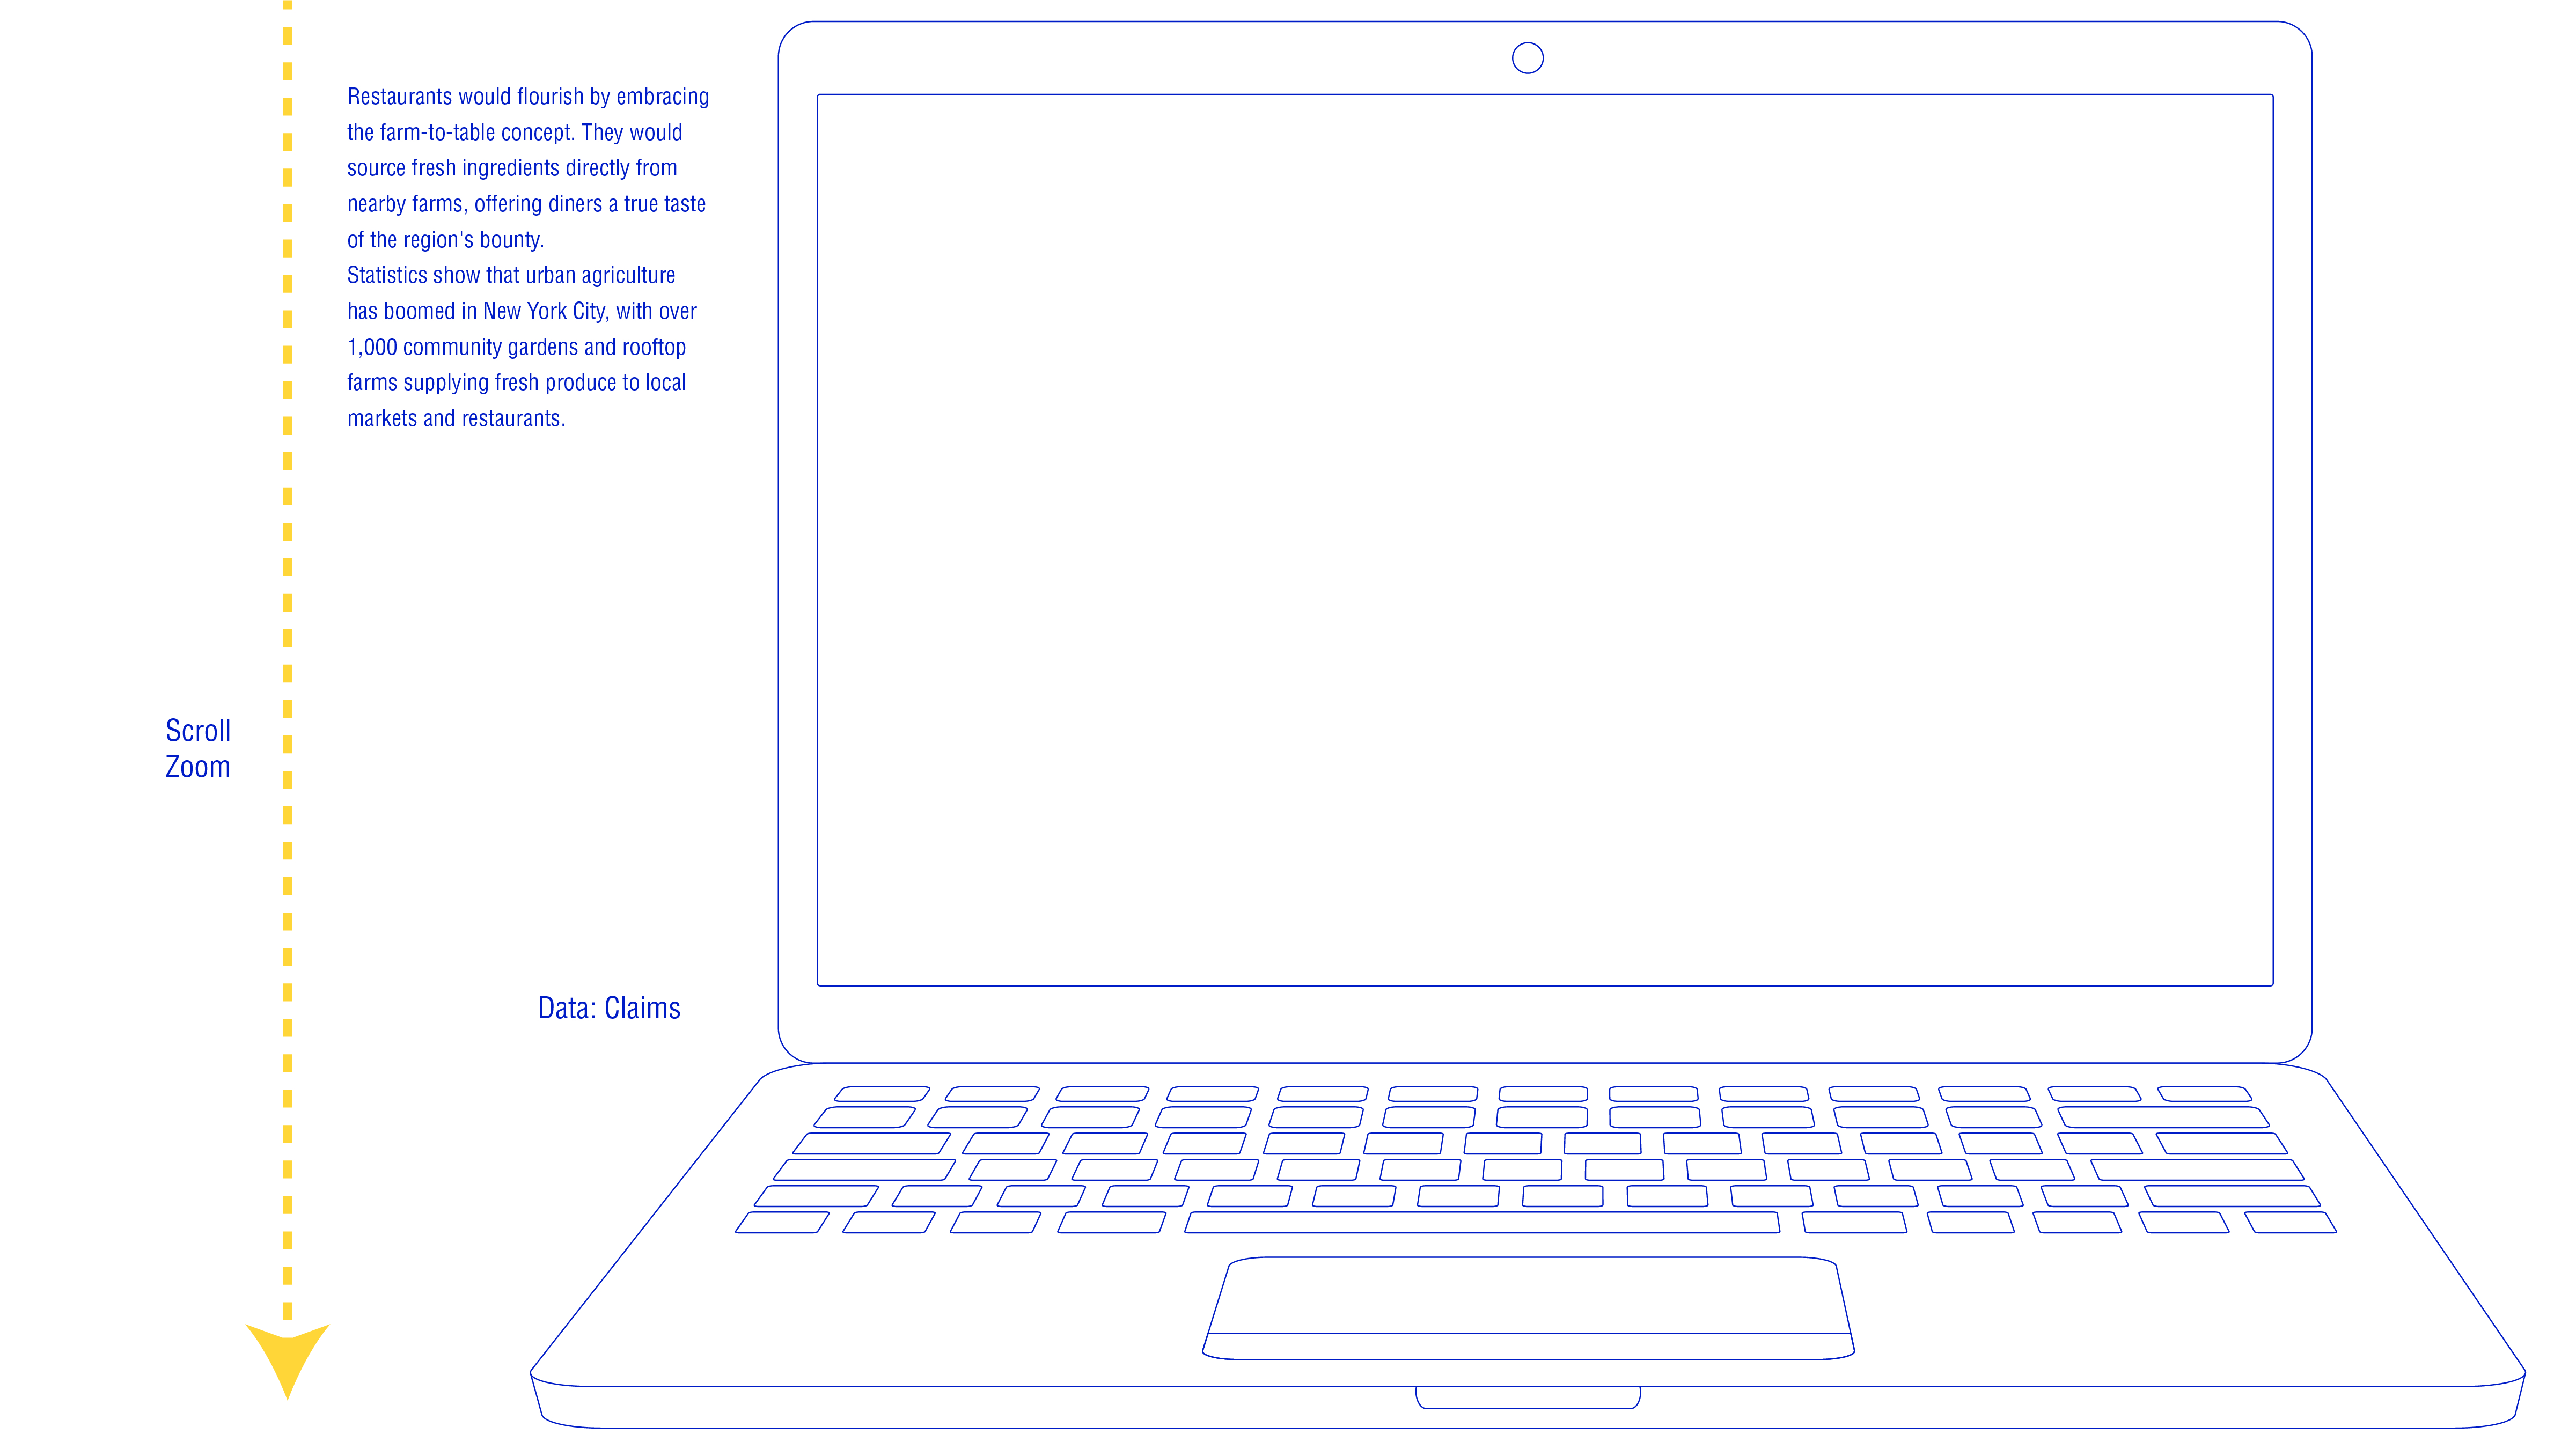 Restaurants would flourish by embracing
the farm-to-table concept. They would
source fresh ingredients directly from
nearby farms, offering diners a true taste
of the region's bounty.
Statistics show that urban agriculture
has boomed in New York City, with over
1,000 community gardens and rooftop
farms supplying fresh produce to local
markets and restaurants.
Scroll
Zoom
Data: Claims